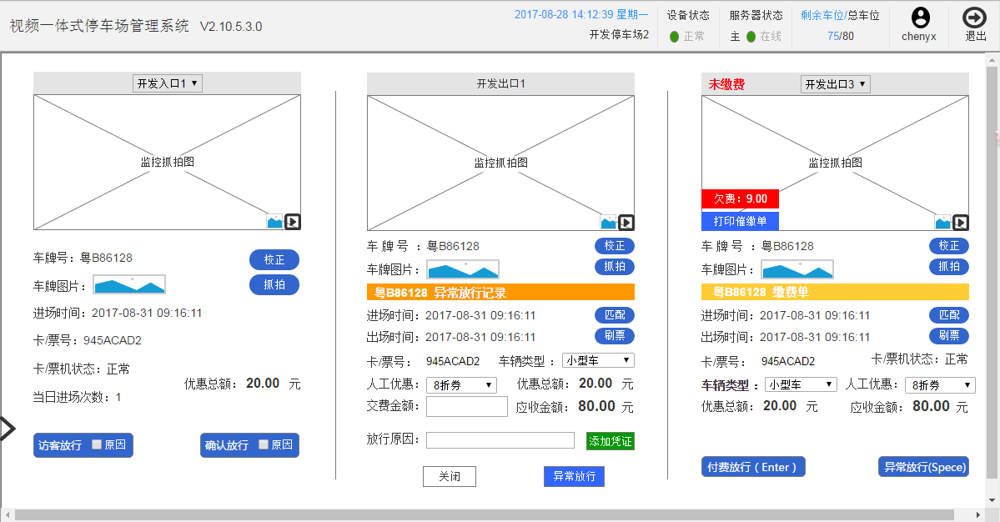 视频一体式停车场管理系统 V2.10.5.3.0
2017-08-28 14:12:39 星期一
开发停车场2
设备状态
正常
服务器状态
主 在线
剩余车位/总车位
75/80
chenyx
退出
开发入口1
监控抓拍图
车牌号：粤B86128
校正
车牌图片：
抓拍
进场时间：2017-08-31 09:16:11
卡/票号：945ACAD2
卡/票机状态：正常
优惠总额： 20.00 元
当日进场次数：1
访客放行 原因
确认放行 原因
开发出口1
监控抓拍图
车 牌 号 ：粤B86128
校正
车牌图片：
抓拍
粤B86128 异常放行记录
进场时间：2017-08-31 09:16:11
匹配
出场时间：2017-08-31 09:16:11
刷票
卡/票号： 945ACAD2 车辆类型： 小型车
人工优惠： 8折券 优惠总额： 20.00 元
交费金额： 应收金额： 80.00 元
放行原因： 添加凭证
关闭 异常放行
未缴费 开发出口3
监控抓拍图
欠费：9.00
打印催缴单
车 牌 号 ：粤B86128
校正
车牌图片：
抓拍
粤B86128 缴费单
进场时间：2017-08-31 09:16:11
匹配
出场时间：2017-08-31 09:16:11
刷票
卡/票号： 945ACAD2 卡/票机状态：正常
车辆类型： 小型车 人工优惠： 8折券
优惠总额： 20.00 元 应收金额： 80.00 元
付费放行（Enter） 异常放行(Spece)